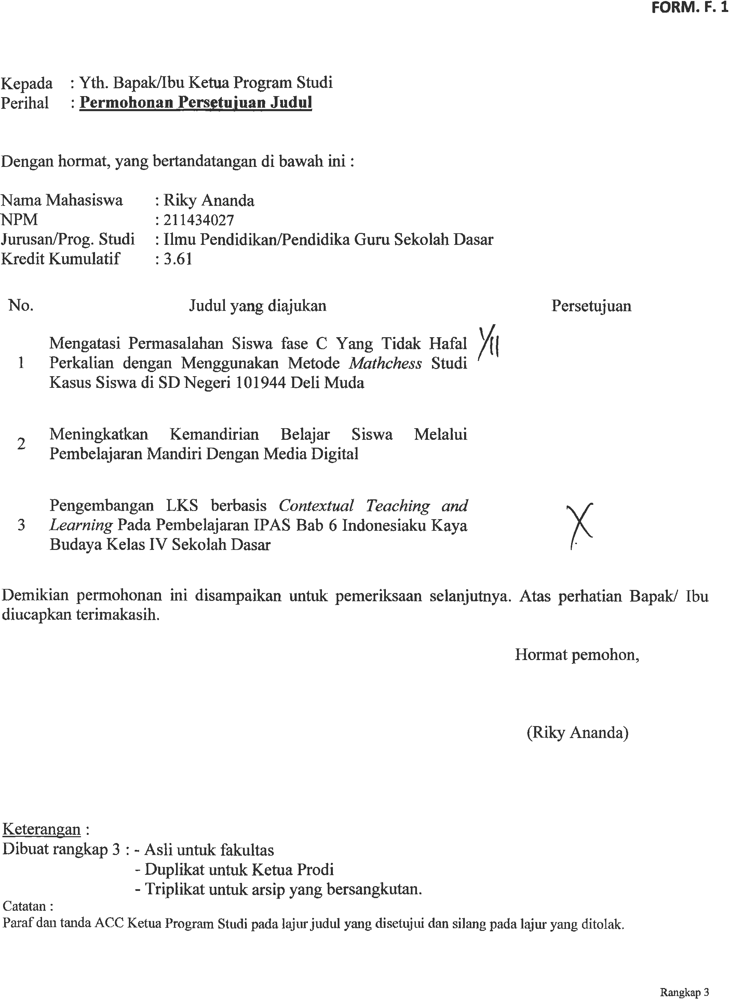 FORM. F. 1
Kepada : Yth. Bapak/Ibu Ketua Program Studi
Perihal : Permohonan Persetujuan Judul
Dengan hormat, yang bertandatangan di bawah ini :
Nama Mahasiswa : Riky Ananda
NPM : 211434027
Jurusan/Prog. Studi : Ilmu Pendidikan/Pendidika Guru Sekolah Dasar
Kredit Kumulatif : 3.61
No. Judul yang diajukan Persetujuan
Mengatasi Permasalahan Siswa fase C Yang Tidak Hafal
1 Perkalian dengan Menggunakan Metode Mathchess Studi
Kasus Siswa di SD Negeri 101944 Deli Muda
2 Meningkatkan Kemandirian Belajar Siswa Melalui
Pembelajaran Mandiri Dengan Media Digital
Pengembangan LKS berbasis Contextual Teaching and
3 Learning Pada Pembelajaran IPAS Bab 6 Indonesiaku Kaya
Budaya Kelas IV Sekolah Dasar
Demikian permohonan ini disampaikan untuk pemeriksaan selanjutnya. Atas perhatian Bapak/ Ibu
diucapkan terimakasih.
Hormat pemohon,
(Riky Ananda)
Keterangan :
Dibuat rangkap 3 : - Asli untuk fakultas
- Duplikat untuk Ketua Prodi
- Triplikat untuk arsip yang bersangkutan.
Catatan :
Paraf dan tanda ACC Ketua Program Studi pada lajur judul yang disetujui dan silang pada lajur yang ditolak.
Rangkap 3